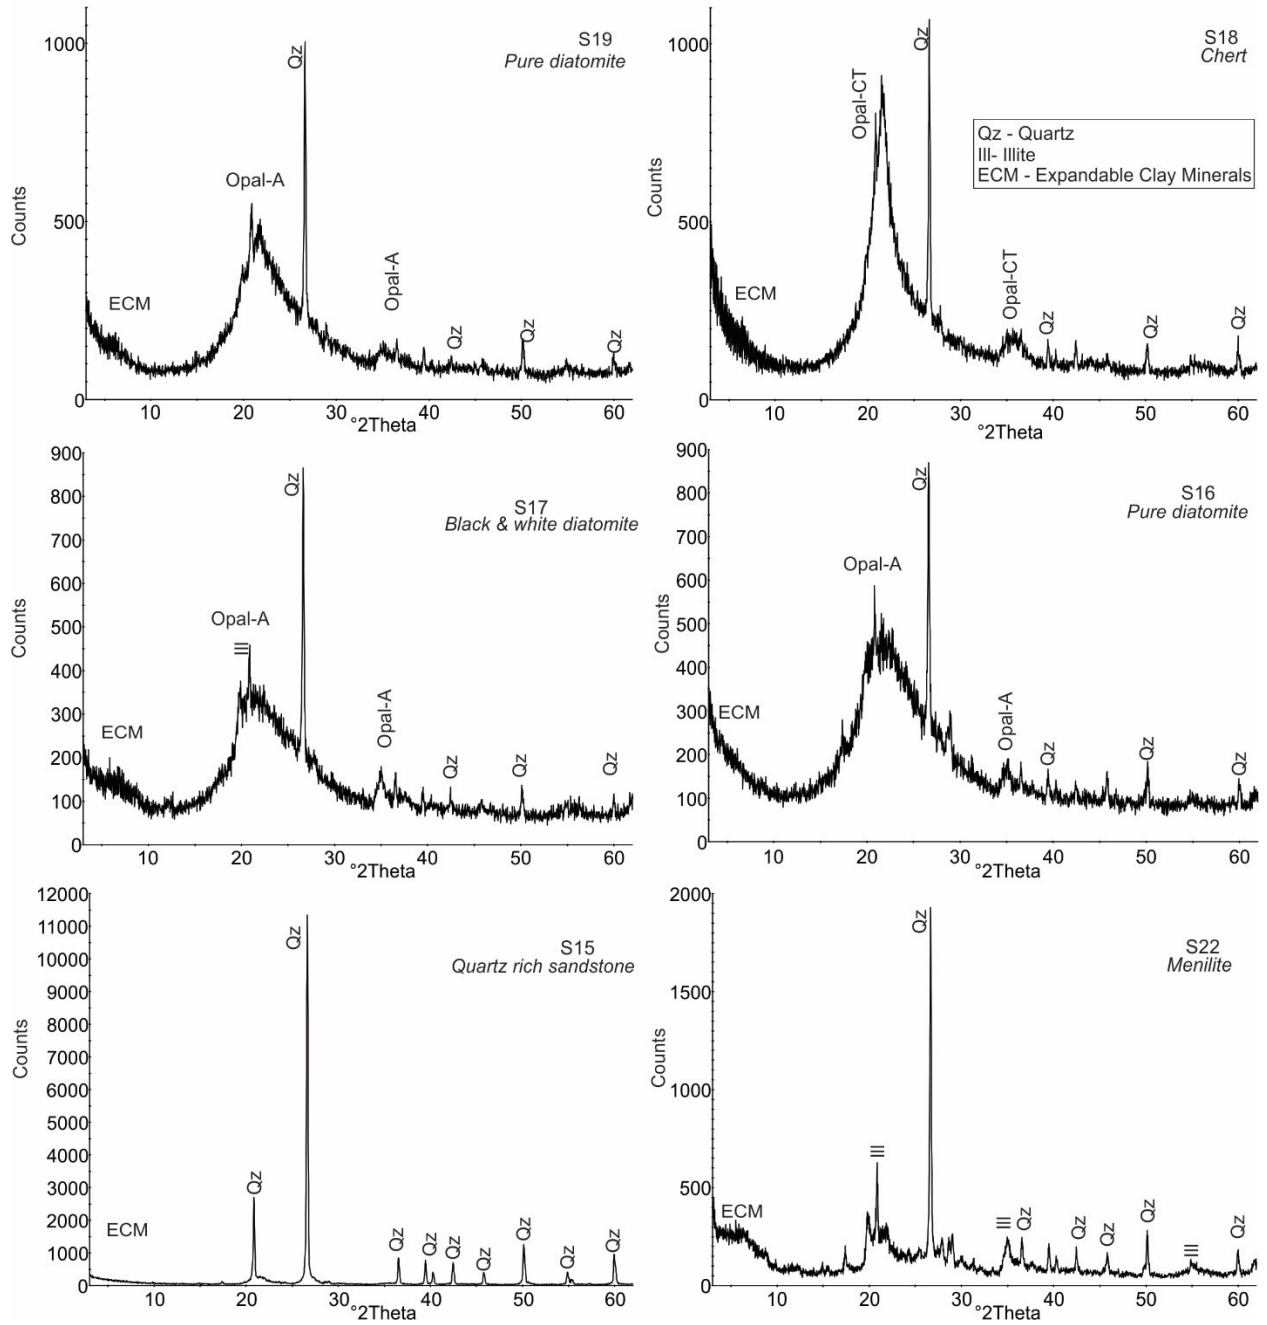 S19
Pure diatomite
Qz
Opal-A
Opal-A
ECM
Qz
Qz
Qz
1000
500
0
Counts
10
20
30
40
50
60
°2Theta
S18
Chert
Qz
Opal-CT
Opal-CT
ECM
Qz
Qz
Qz
Qz - Quartz
Ill- Illite
ECM - Expandable Clay Minerals
1000
500
0
Counts
10
20
30
40
50
60
°2Theta
S17
Black & white diatomite
Qz
Opal-A
Ill
Opal-A
ECM
Qz
Qz
Qz
900
800
700
600
500
400
300
200
100
0
Counts
10
20
30
40
50
60
°2Theta
S16
Pure diatomite
Qz
Opal-A
Opal-A
ECM
Qz
Qz
Qz
900
800
700
600
500
400
300
200
100
0
Counts
10
20
30
40
50
60
°2Theta
S15
Quartz rich sandstone
Qz
Qz
ECM
Qz
Qz
Qz
Qz
Qz
Qz
Qz
12000
11000
10000
9000
8000
7000
6000
5000
4000
3000
2000
1000
0
Counts
10
20
30
40
50
60
°2Theta
S22
Menilite
Qz
Ill
ECM
Ill
Qz
Qz
Qz
Qz
Ill
Qz
2000
1500
1000
500
0
Counts
10
20
30
40
50
60
°2Theta